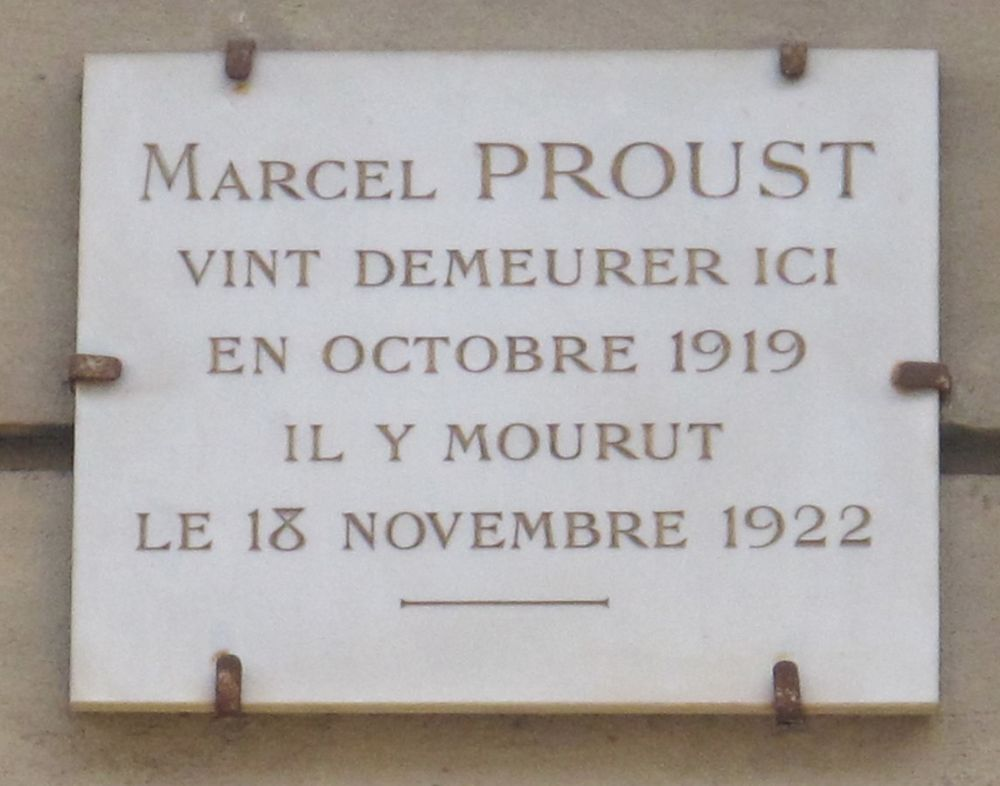 MARCEL PROUST
VINT DEMEURER ICI
EN OCTOBRE 1919
IL Y MOURUT
LE 18 NOVEMBRE 1922